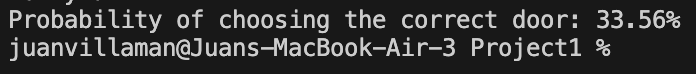 Probability of choosing the correct door: 33.56%
juanvillaman@Juans-MacBook-Air-3 Project1 %